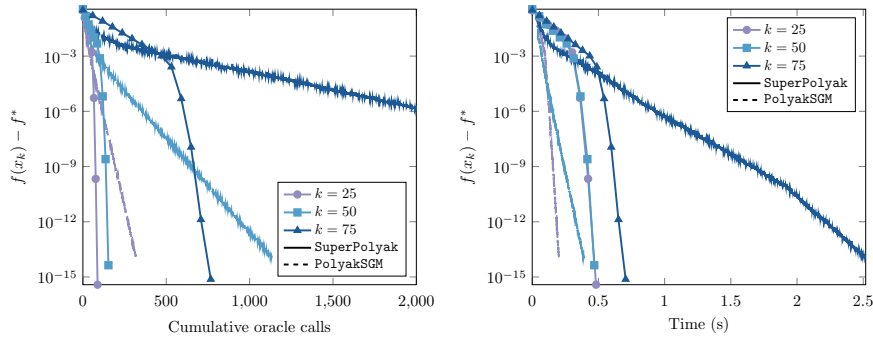 10⁻³
10⁻⁶
10⁻⁹
10⁻¹²
10⁻¹⁵
f(xₖ) − f*
0
500
1,000
1,500
2,000
Cumulative oracle calls
k = 25
k = 50
k = 75
SuperPolyak
PolyakSGM
10⁻³
10⁻⁶
10⁻⁹
10⁻¹²
10⁻¹⁵
f(xₖ) − f*
0
0.5
1
1.5
2
2.5
Time (s)
k = 25
k = 50
k = 75
SuperPolyak
PolyakSGM